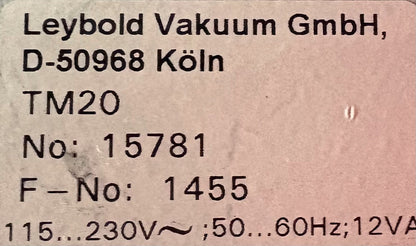 Leybold Vakuum GmbH,
D-50968 Köln
TM20
No: 15781
F-No: 1455
115...230V~ ;50...60Hz;12VA